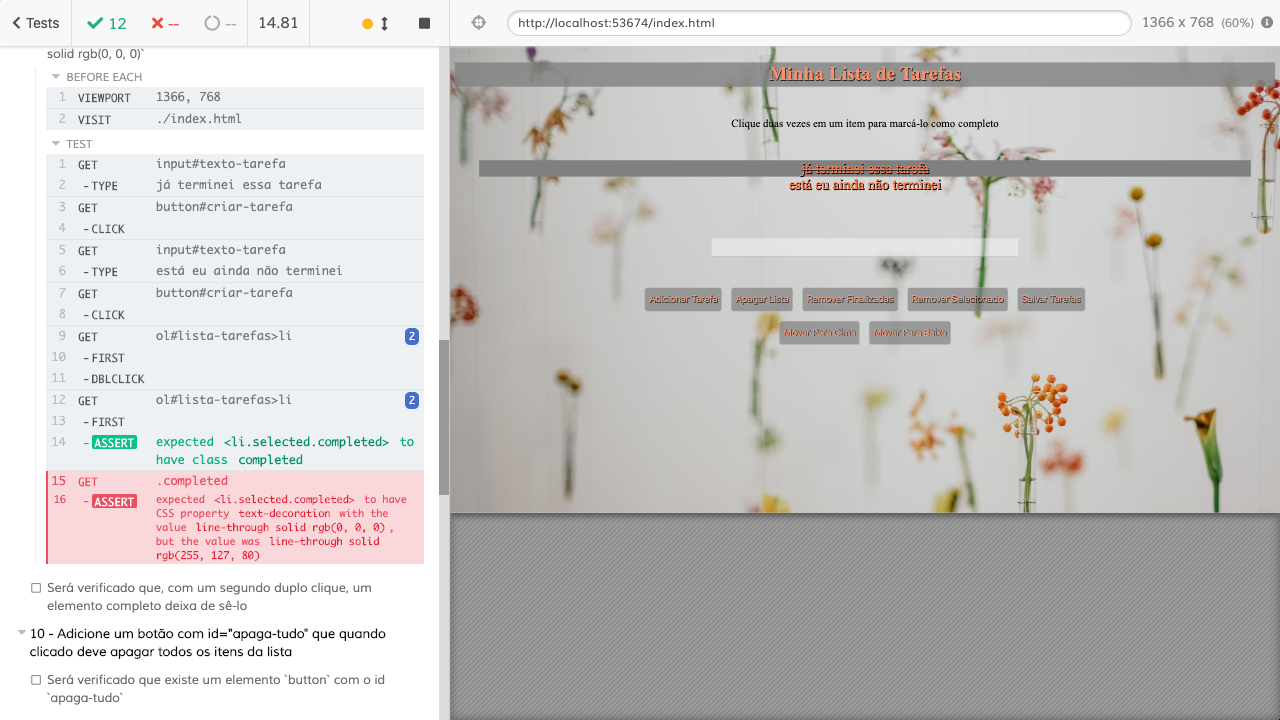 Tests
12
--
--
14.81
http://localhost:53674/index.html
1366 x 768 (60%)
solid rgb(0, 0, 0)`
BEFORE EACH
1 VIEWPORT 1366, 768
2 VISIT ./index.html
TEST
1 GET input#texto-tarefa
2 -TYPE já terminei essa tarefa
3 GET button#criar-tarefa
4 -CLICK
5 GET input#texto-tarefa
6 -TYPE está eu ainda não terminei
7 GET button#criar-tarefa
8 -CLICK
9 GET ol#lista-tarefas>li 2
10 -FIRST
11 -DBLCLICK
12 GET ol#lista-tarefas>li 2
13 -FIRST
14 -ASSERT expected <li.selected.completed> to
have class completed
15 GET .completed
16 -ASSERT expected <li.selected.completed> to have
CSS property text-decoration with the
value line-through solid rgb(0, 0, 0),
but the value was line-through solid
rgb(255, 127, 80)
Será verificado que, com um segundo duplo clique, um
elemento completo deixa de sê-lo
10 - Adicione um botão com id="apaga-tudo" que quando
clicado deve apagar todos os itens da lista
Será verificado que existe um elemento `button` com o id
`apaga-tudo`
Minha Lista de Tarefas
Clique duas vezes em um item para marcá-lo como completo
já terminei essa tarefa
está eu ainda não terminei
Adicionar Tarefa Apagar Lista Remover Finalizadas Remover Selecionado Salvar Tarefas
Mover Para Cima Mover Para Baixo